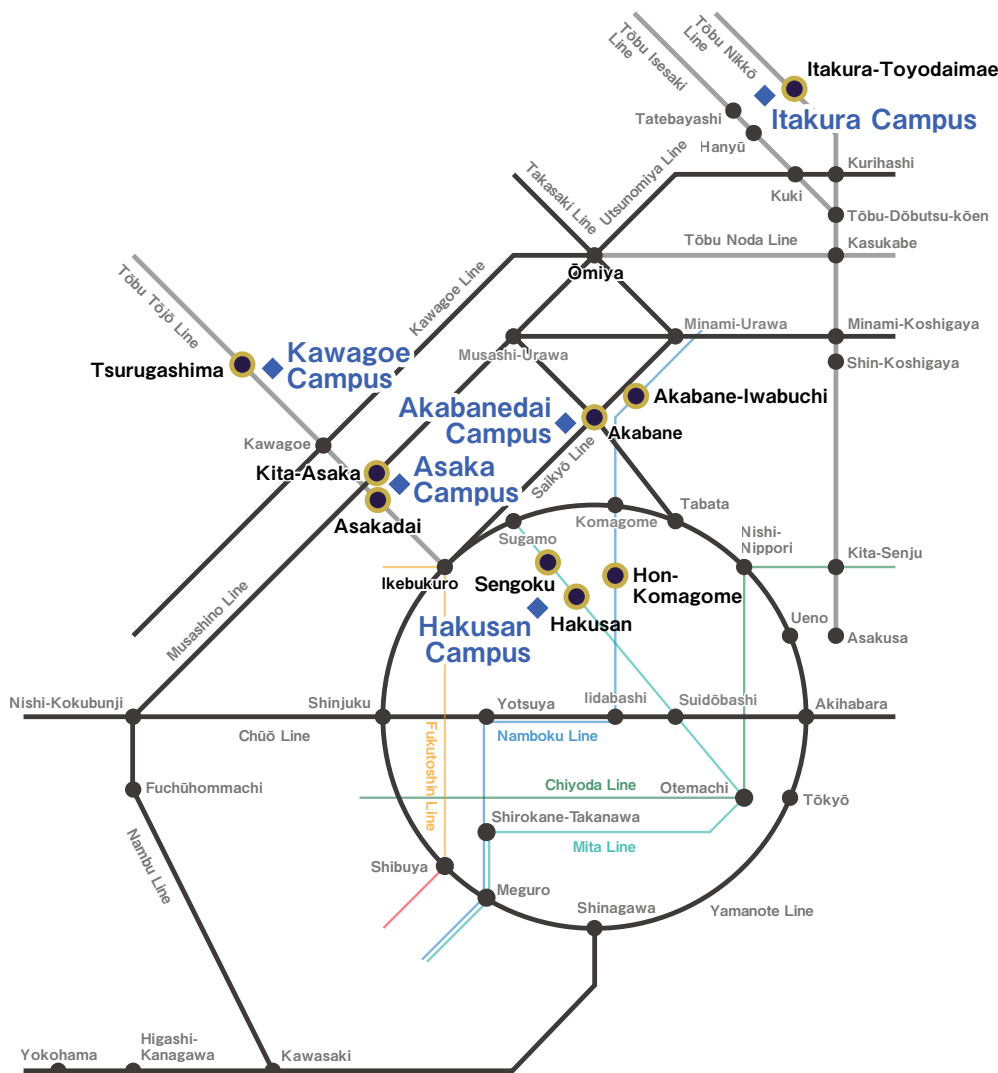 Tōbu Nikkō
Line
Tōbu Isesaki
Line
Itakura-Toyodaimae
Itakura Campus
Tatebayashi
Hanyū
Kurihashi
Kuki
Takasaki Line
Utsunomiya Line
Tōbu-Dōbutsu-kōen
Tōbu Noda Line
Kasukabe
Ōmiya
Tōbu Tōjō Line
Kawagoe Line
Minami-Urawa
Minami-Koshigaya
Musashi-Urawa
Shin-Koshigaya
Tsurugashima
Kawagoe
Campus
Akabanedai
Campus
Akabane-Iwabuchi
Akabane
Kawagoe
Kita-Asaka
Asaka
Campus
Saikyō Line
Asakadai
Komagome
Tabata
Sugamo
Nishi-
Nippori
Kita-Senju
Ikebukuro
Sengoku
Hon-
Komagome
Hakusan
Hakusan
Campus
Ueno
Asakusa
Musashino Line
Nishi-Kokubunji
Shinjuku
Yotsuya
Iidabashi
Suidōbashi
Akihabara
Chūō Line
Namboku Line
Fukutoshin Line
Fuchūhommachi
Chiyoda Line
Otemachi
Tōkyō
Shirokane-Takanawa
Mita Line
Nambu Line
Shibuya
Meguro
Shinagawa
Yamanote Line
Yokohama
Higashi-
Kanagawa
Kawasaki